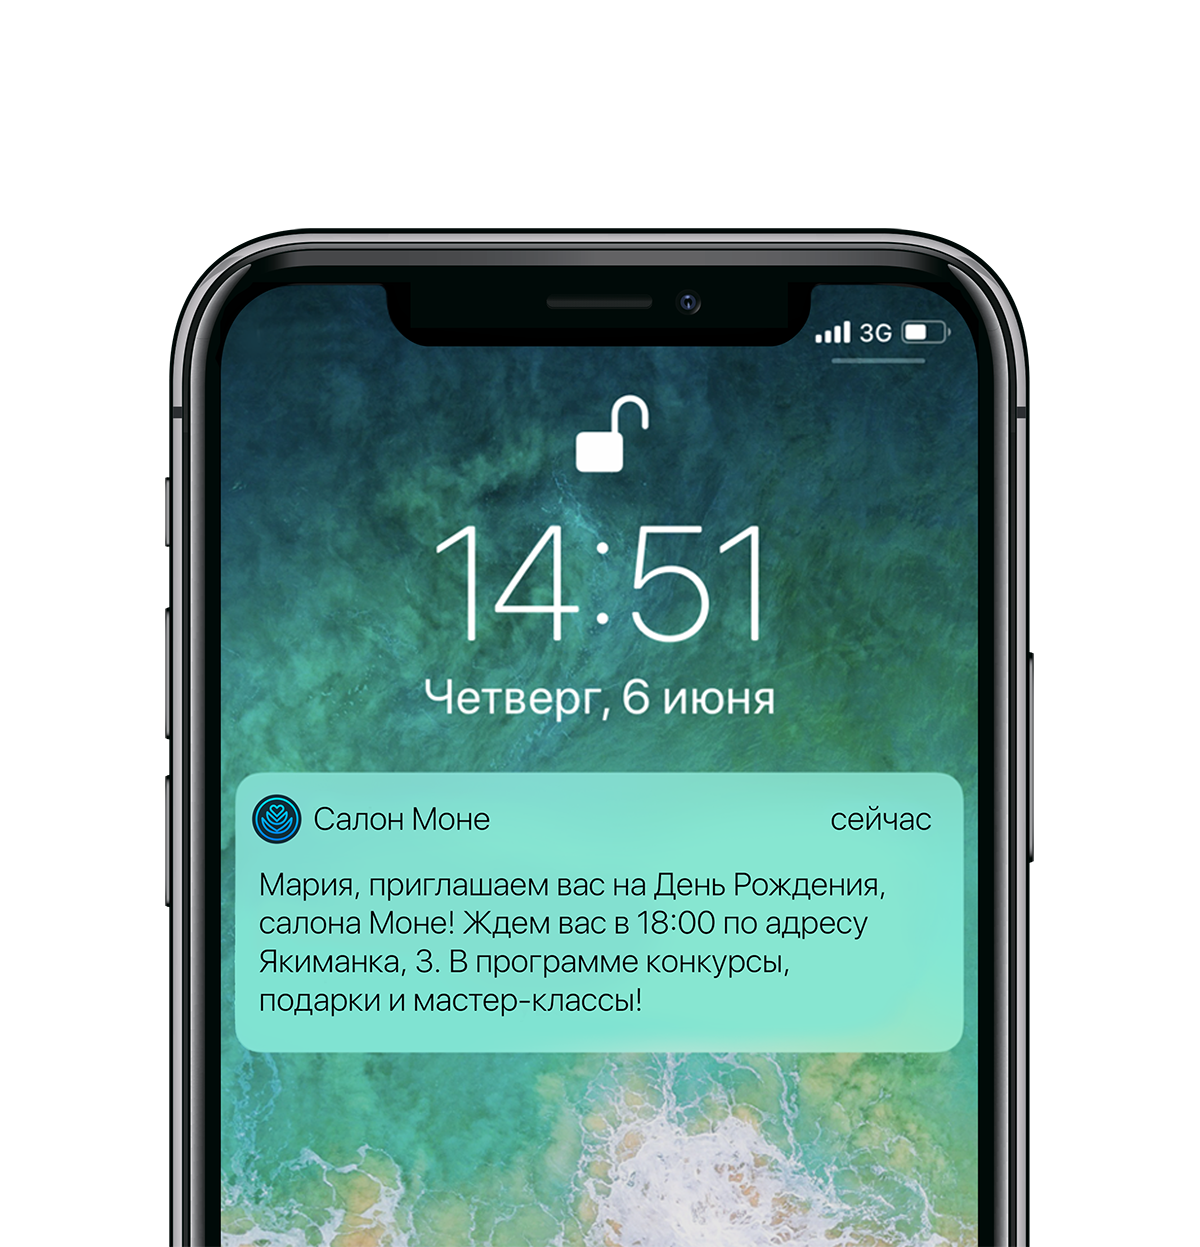 3G
14:51
Четверг, 6 июня
Салон Моне сейчас
Мария, приглашаем вас на День Рождения,
салона Моне! Ждем вас в 18:00 по адресу
Якиманка, 3. В программе конкурсы,
подарки и мастер-классы!